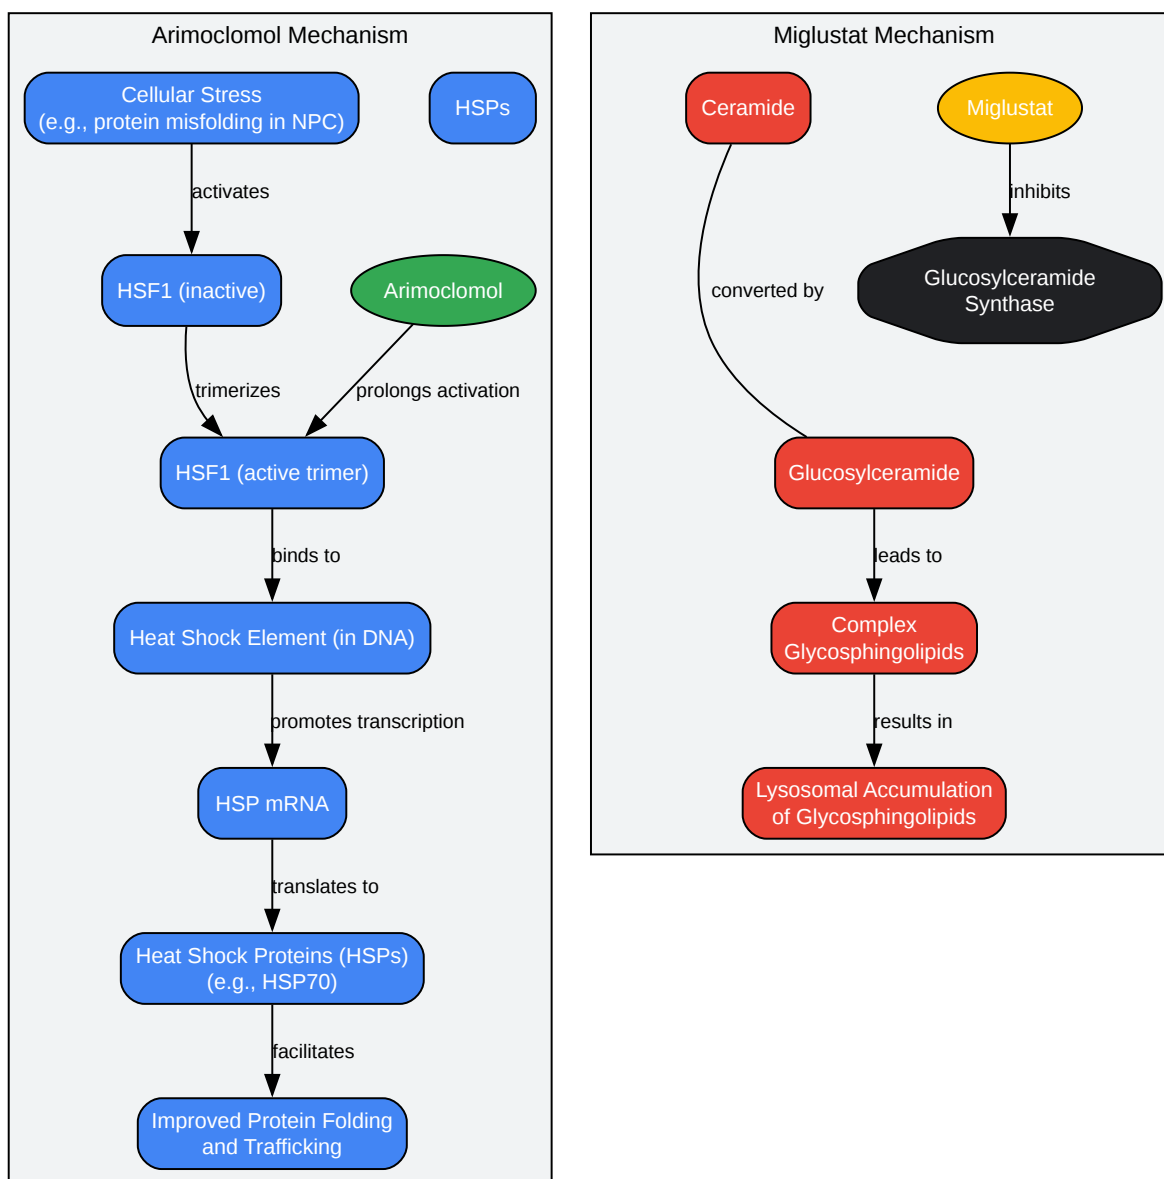 Arimoclomol Mechanism
Cellular Stress
(e.g., protein misfolding in NPC)
HSPs
activates
HSF1 (inactive)
Arimoclomol
trimerizes
prolongs activation
HSF1 (active trimer)
binds to
Heat Shock Element (in DNA)
promotes transcription
HSP mRNA
translates to
Heat Shock Proteins (HSPs)
(e.g., HSP70)
facilitates
Improved Protein Folding
and Trafficking
Miglustat Mechanism
Ceramide
Miglustat
inhibits
Glucosylceramide
Synthase
converted by
Glucosylceramide
leads to
Complex
Glycosphingolipids
results in
Lysosomal Accumulation
of Glycosphingolipids